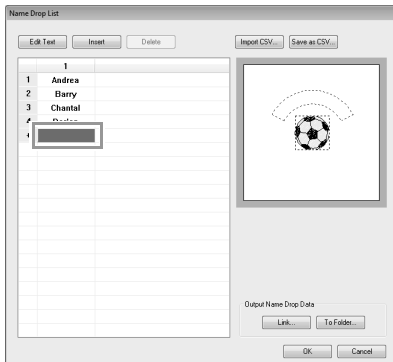 Name Drop List
Edit Text Insert Delete Import CSV... Save as CSV...
1
1 Andrea
2 Barry
3 Chantal
4
+
Output Name Drop Data
Link... To Folder...
OK Cancel